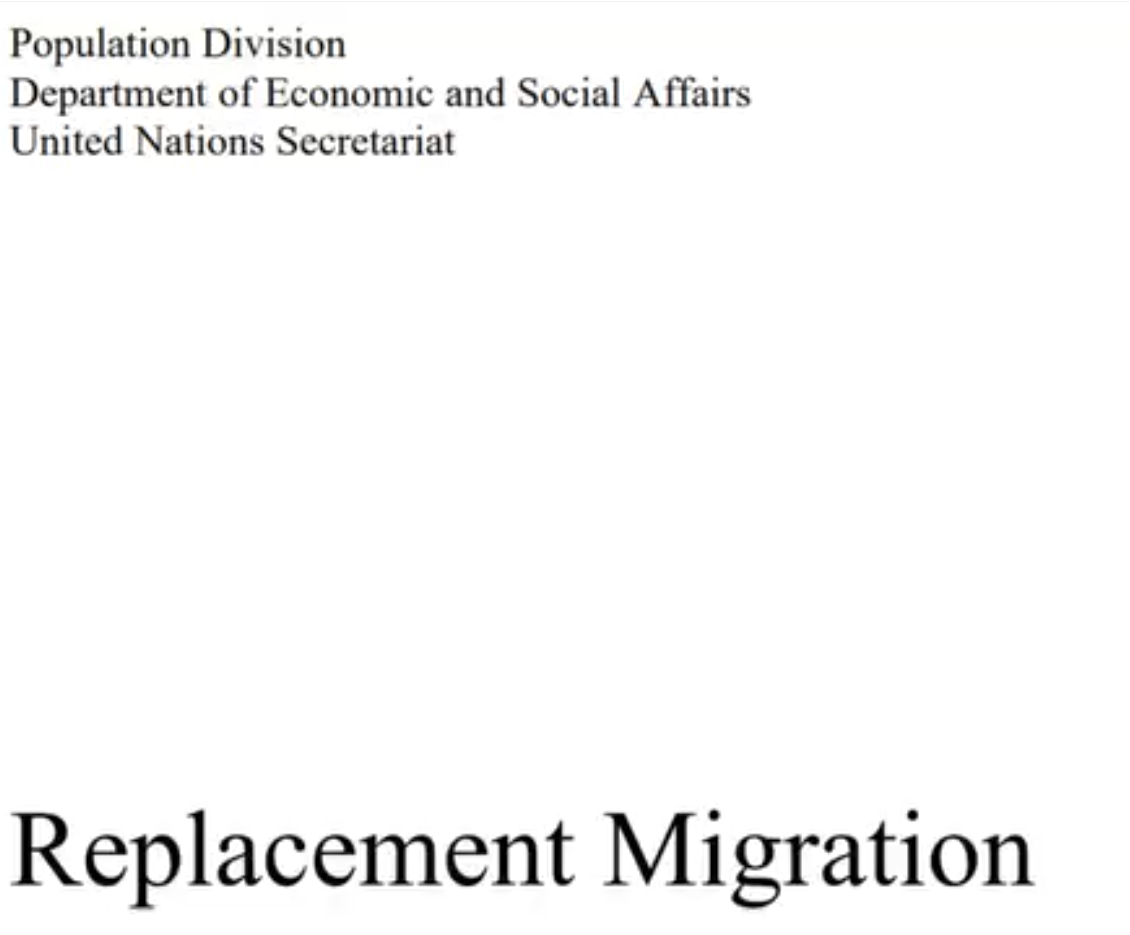 Population Division
Department of Economic and Social Affairs
United Nations Secretariat
Replacement Migration